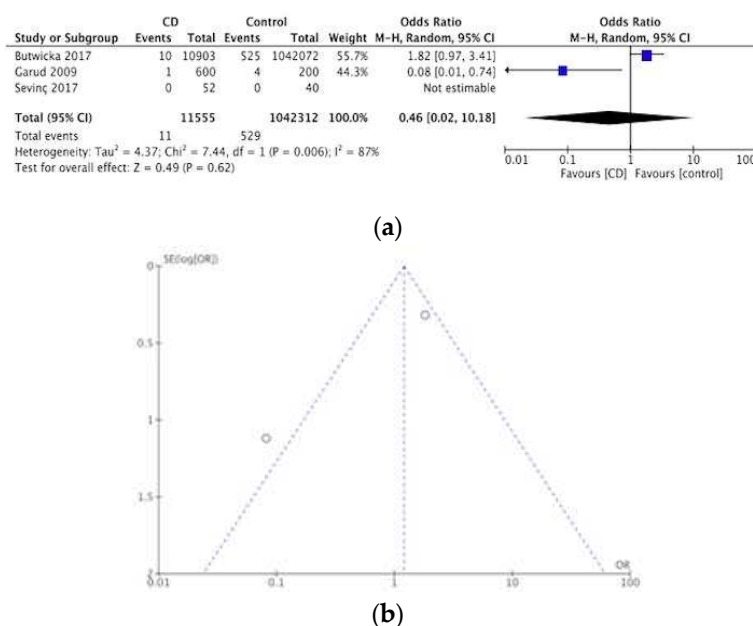 CD Control Odds Ratio Odds Ratio
Study or Subgroup Events Total Events Total Weight M-H, Random, 95% CI M-H, Random, 95% CI
Butwicka 2017 10 10903 525 1042072 55.7% 1.82 [0.97, 3.41]
Garud 2009 1 600 4 200 44.3% 0.08 [0.01, 0.74]
Sevinç 2017 0 52 0 40 Not estimable
Total (95% CI) 11555 1042312 100.0% 0.46 [0.02, 10.18]
Total events 11 529
Heterogeneity: Tau² = 4.37; Chi² = 7.44, df = 1 (P = 0.006); I² = 87%
Test for overall effect: Z = 0.49 (P = 0.62)
0.01 0.1 1 10 100
Favours [CD] Favours [control]
(a)
SE(log[OR])
0
0.5
1
1.5
2
OR
0.01 0.1 1 10 100
(b)